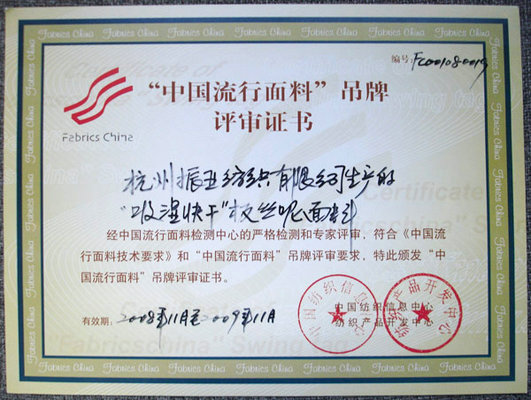 编号:FC001080019
Fabrics China
“中国流行面料”吊牌
评审证书
杭州振亚纺织有限公司生产的
“吸湿快干”板丝呢面料
经中国流行面料检测中心的严格检测和专家评审,符合《中国流
行面料技术要求》和“中国流行面料”吊牌评审要求,特此颁发“中
国流行面料”吊牌评审证书。
中国纺织信息中心
纺织产品开发中心
有效期:2008年11月至2009年11月